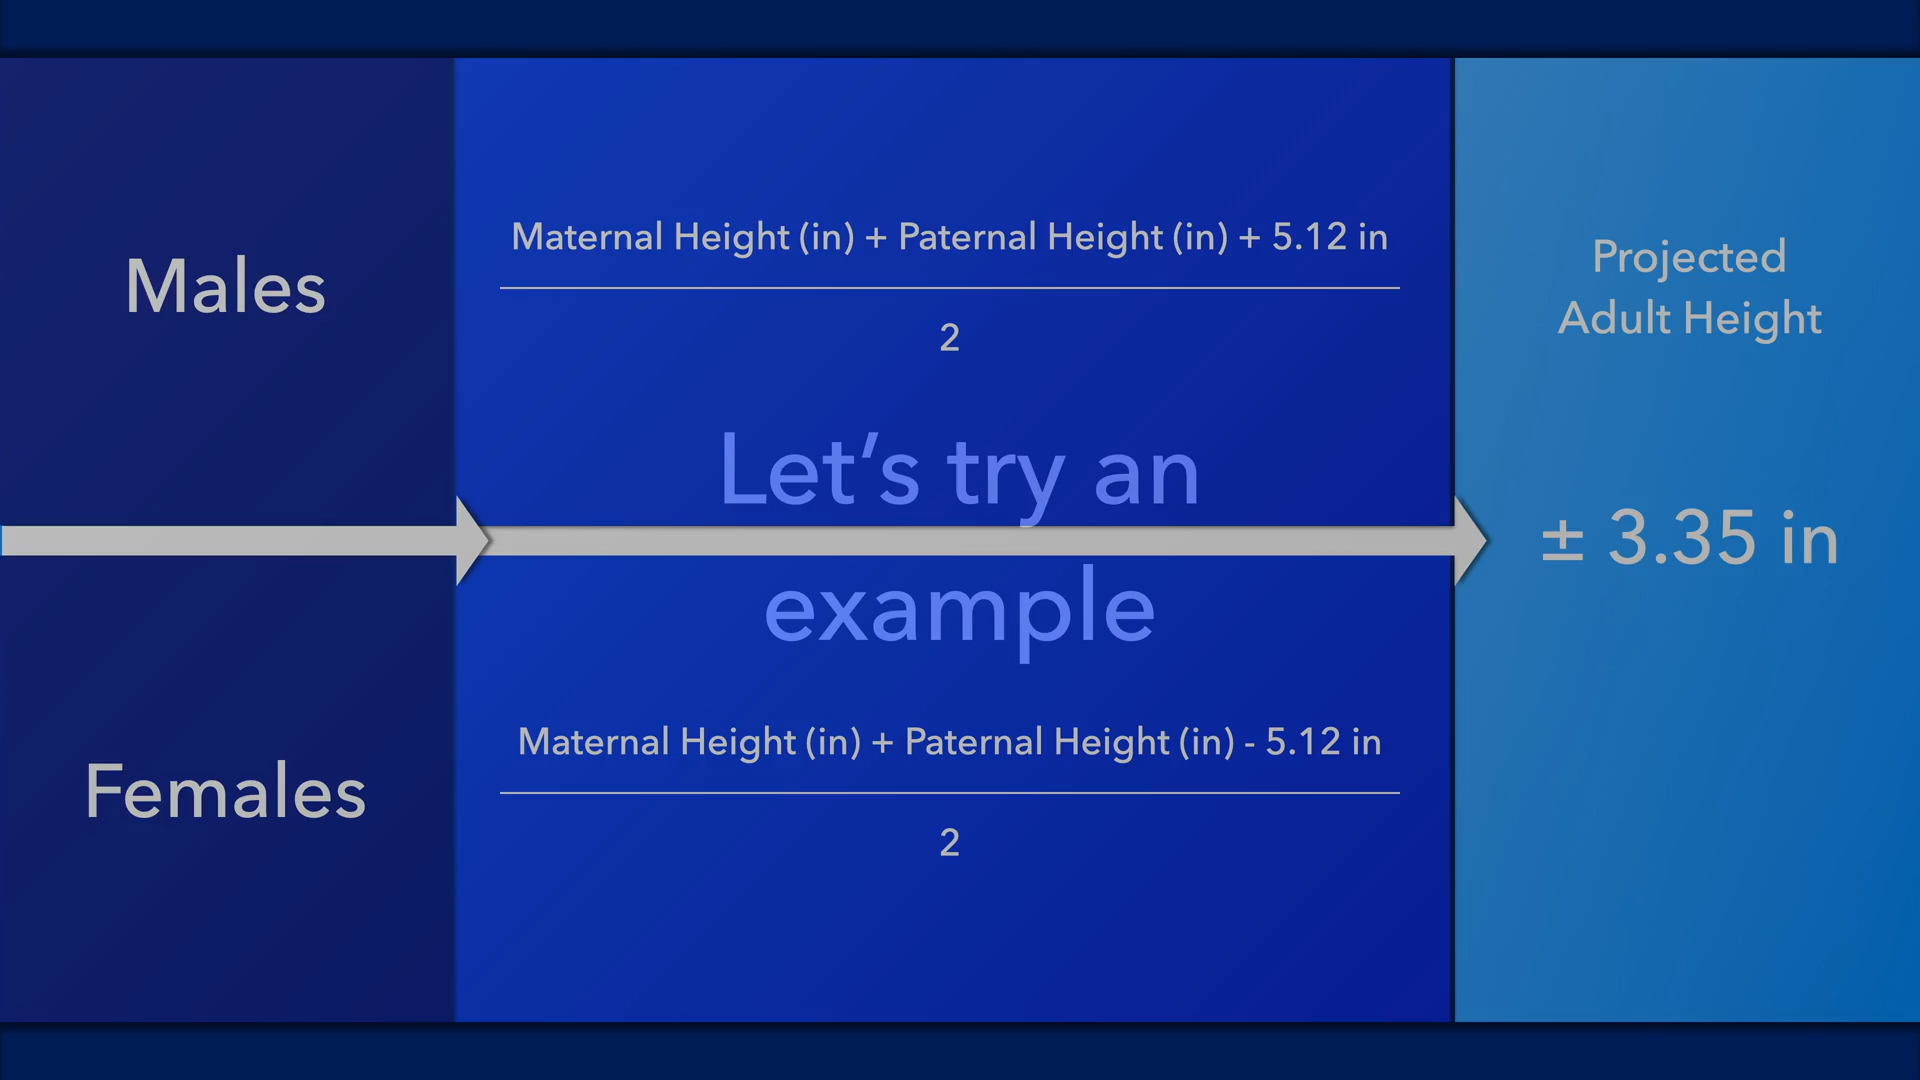 Males
Maternal Height (in) + Paternal Height (in) + 5.12 in
2
Projected
Adult Height
± 3.35 in
Let’s try an
example
Females
Maternal Height (in) + Paternal Height (in) - 5.12 in
2